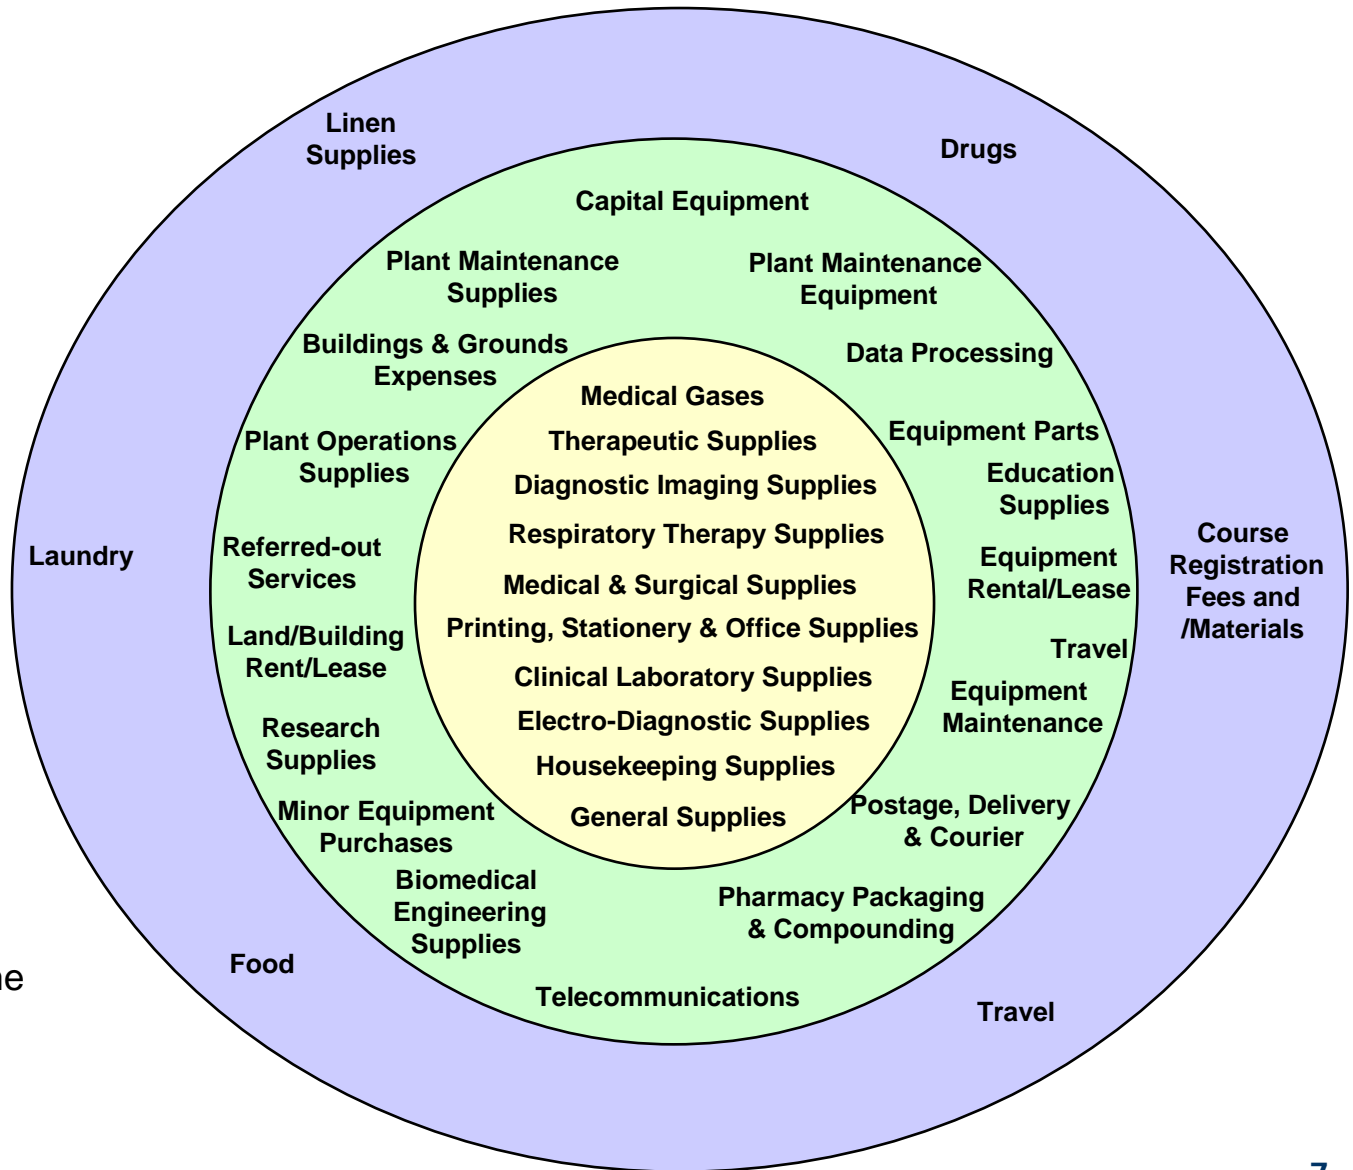 Linen
Supplies
Drugs
Capital Equipment
Plant Maintenance
Supplies
Plant Maintenance
Equipment
Buildings & Grounds
Expenses
Data Processing
Medical Gases
Therapeutic Supplies
Diagnostic Imaging Supplies
Respiratory Therapy Supplies
Medical & Surgical Supplies
Printing, Stationery & Office Supplies
Clinical Laboratory Supplies
Electro-Diagnostic Supplies
Housekeeping Supplies
General Supplies
Plant Operations
Supplies
Equipment Parts
Education
Supplies
Laundry
Referred-out
Services
Equipment
Rental/Lease
Course
Registration
Fees and
/Materials
Land/Building
Rent/Lease
Travel
Equipment
Maintenance
Research
Supplies
Minor Equipment
Purchases
Postage, Delivery
& Courier
Biomedical
Engineering
Supplies
Pharmacy Packaging
& Compounding
Food
Telecommunications
Travel